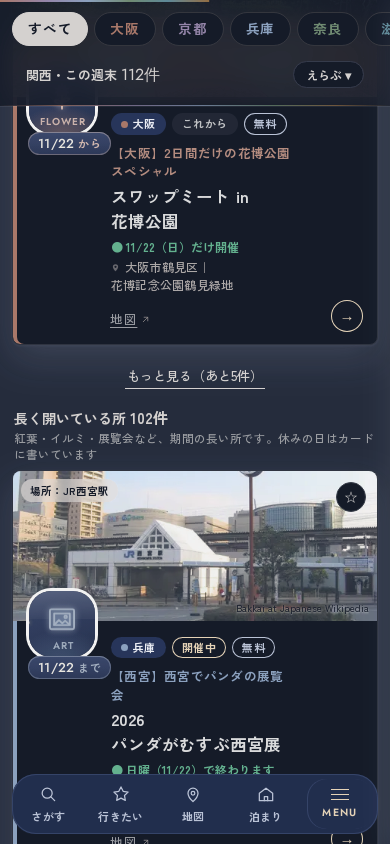 すべて
大阪
京都
兵庫
奈良
関西・この週末 112件
えらぶ ▾
FLOWER
11/22 から
大阪
これから
無料
【大阪】2日間だけの花博公園
スペシャル
スワップミート in
花博公園
11/22（日）だけ開催
大阪市鶴見区｜
花博記念公園鶴見緑地
地図 ↗
→
もっと見る（あと5件）
長く開いている所 102件
紅葉・イルミ・展覧会など、期間の長い所です。休みの日はカード
に書いています
場所：JR西宮駅
☆
Bakkai at Japanese Wikipedia
ART
11/22 まで
兵庫
開催中
無料
【西宮】西宮でパンダの展覧
会
2026
パンダがむすぶ西宮展
日曜（11/22）で終わります
さがす
行きたい
地図
泊まり
MENU
地図 ↗
→